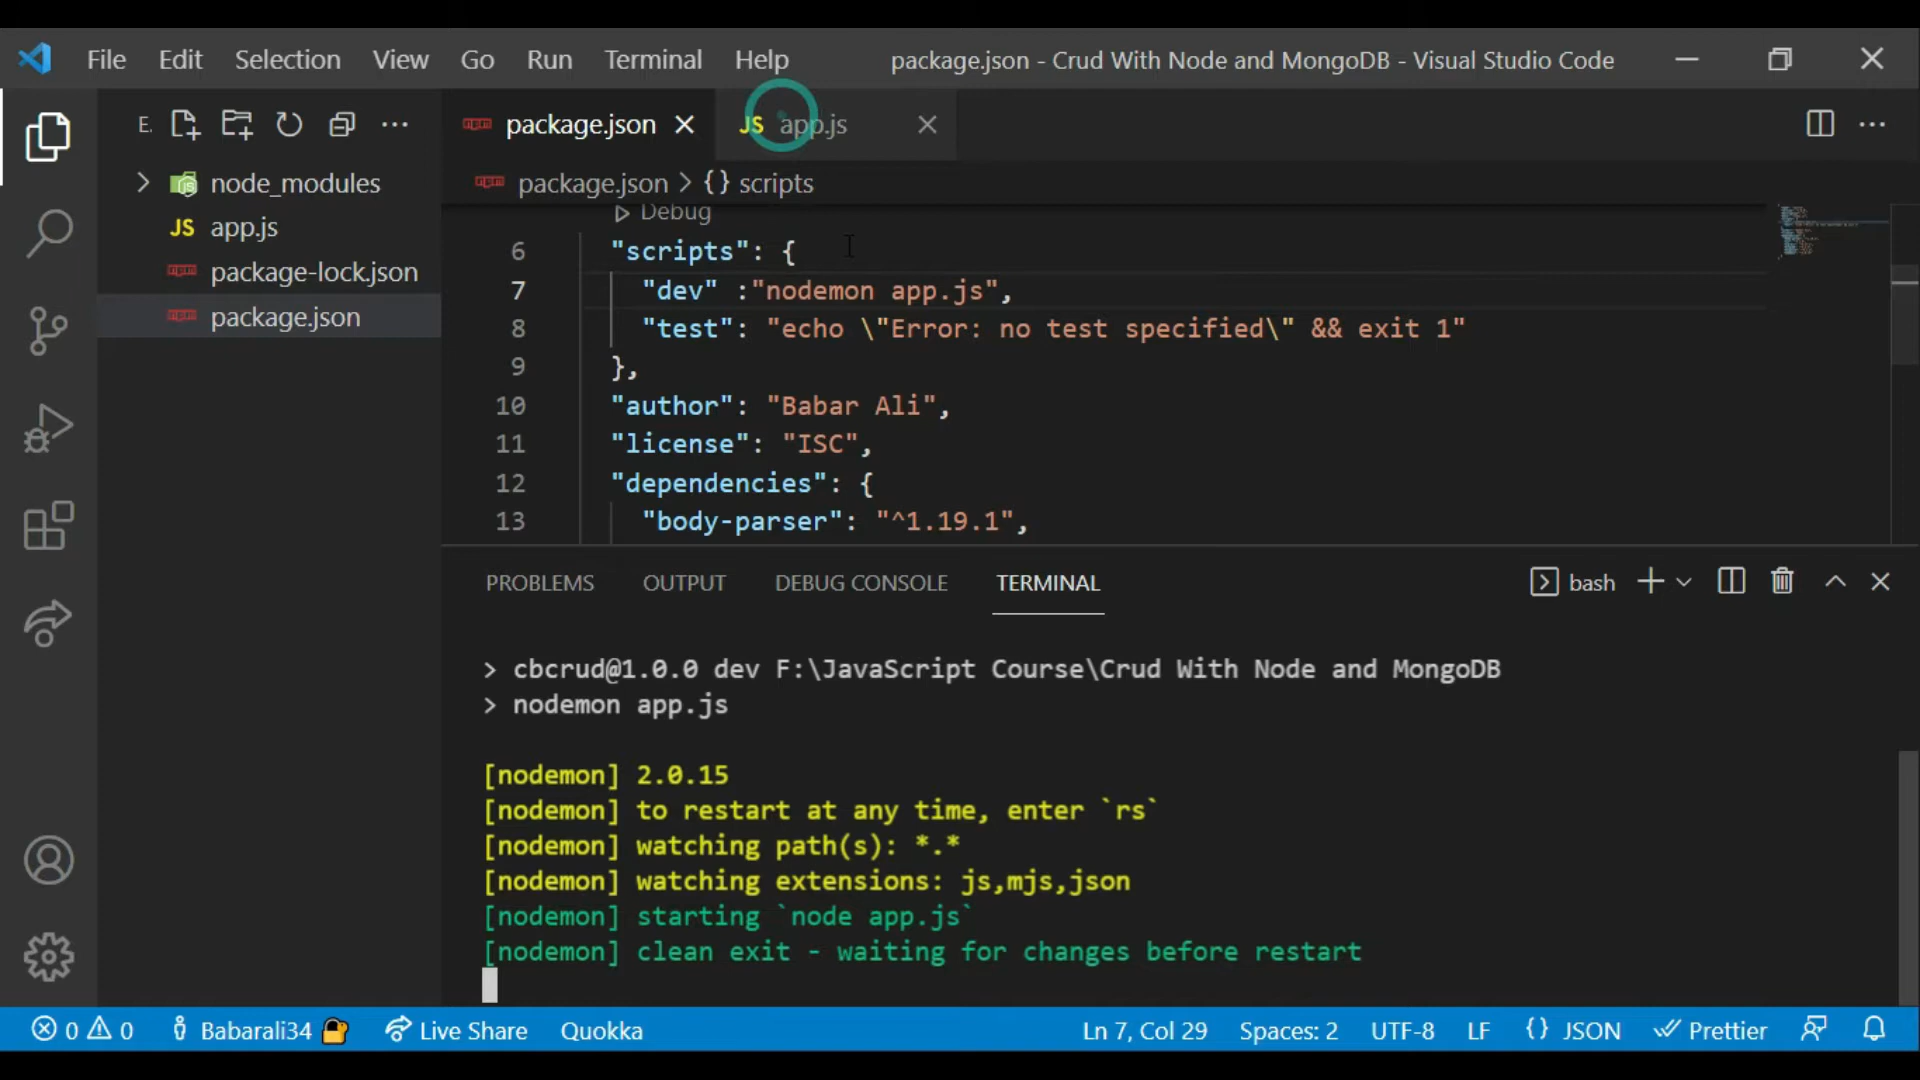 File Edit Selection View Go Run Terminal Help package.json - Crud With Node and MongoDB - Visual Studio Code
E.
package.json
JS app.js
node_modules
JS app.js
package-lock.json
package.json
package.json > {} scripts
Debug
6 "scripts": {
7 "dev" :"nodemon app.js",
8 "test": "echo \"Error: no test specified\" && exit 1"
9 },
10 "author": "Babar Ali",
11 "license": "ISC",
12 "dependencies": {
13 "body-parser": "^1.19.1",
PROBLEMS OUTPUT DEBUG CONSOLE TERMINAL bash
> cbcrud@1.0.0 dev F:\JavaScript Course\Crud With Node and MongoDB
> nodemon app.js
[nodemon] 2.0.15
[nodemon] to restart at any time, enter `rs`
[nodemon] watching path(s): *.*
[nodemon] watching extensions: js,mjs,json
[nodemon] starting `node app.js`
[nodemon] clean exit - waiting for changes before restart
0 0 Babarali34 Live Share Quokka Ln 7, Col 29 Spaces: 2 UTF-8 LF {} JSON Prettier